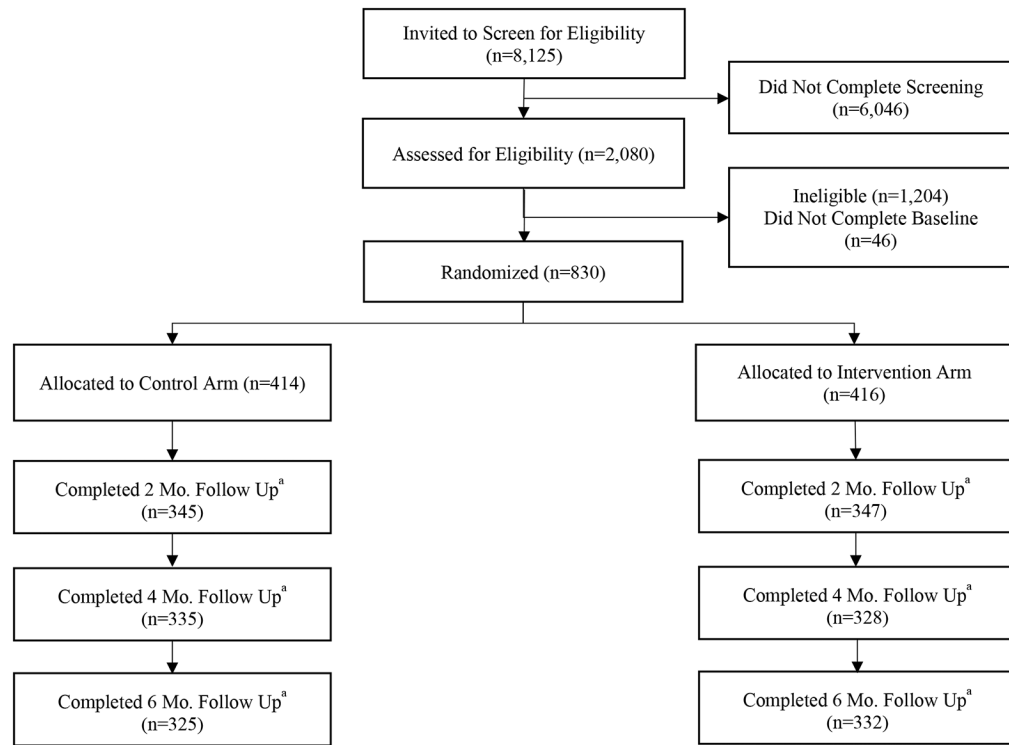 Invited to Screen for Eligibility
(n=8,125)
Did Not Complete Screening
(n=6,046)
Assessed for Eligibility (n=2,080)
Ineligible (n=1,204)
Did Not Complete Baseline
(n=46)
Randomized (n=830)
Allocated to Control Arm (n=414)
Allocated to Intervention Arm
(n=416)
Completed 2 Mo. Follow Upᵃ
(n=345)
Completed 2 Mo. Follow Upᵃ
(n=347)
Completed 4 Mo. Follow Upᵃ
(n=335)
Completed 4 Mo. Follow Upᵃ
(n=328)
Completed 6 Mo. Follow Upᵃ
(n=325)
Completed 6 Mo. Follow Upᵃ
(n=332)